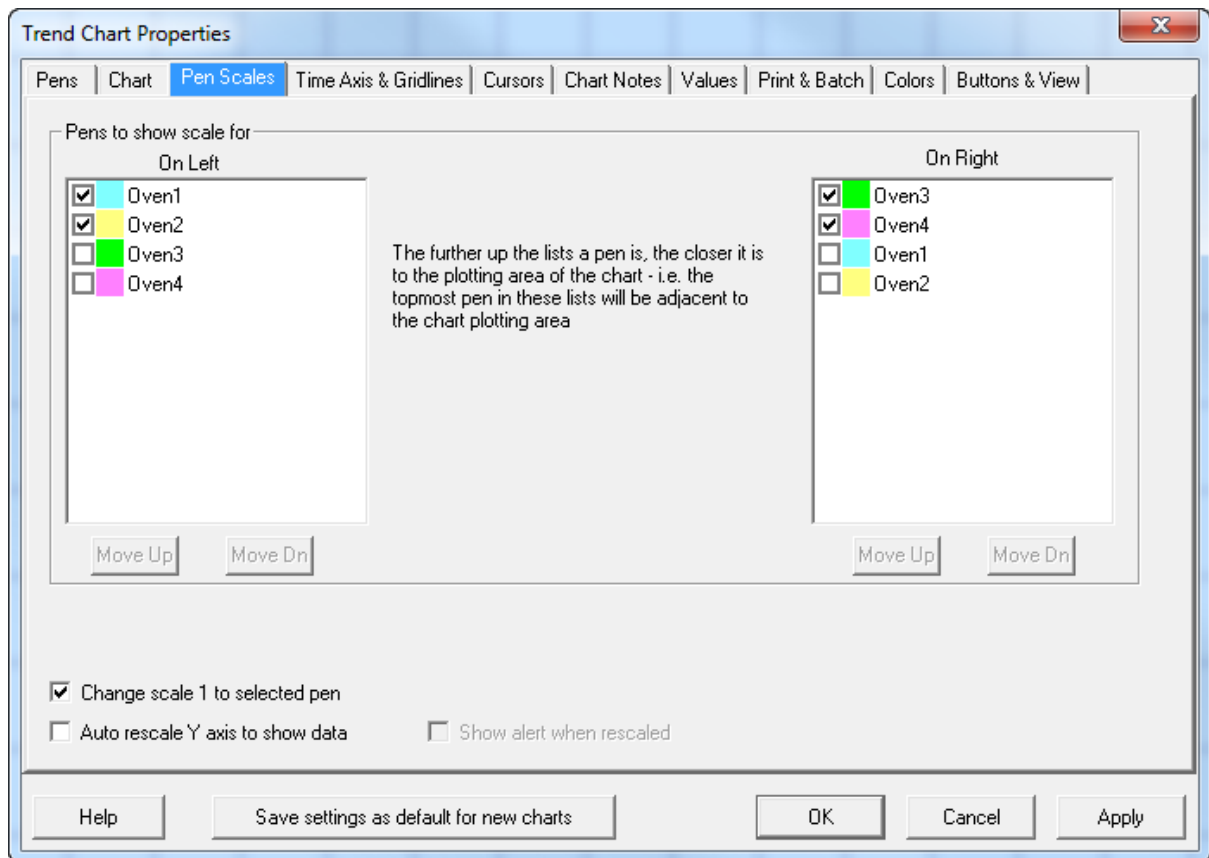 Trend Chart Properties
X
Pens Chart Pen Scales Time Axis & Gridlines Cursors Chart Notes Values Print & Batch Colors Buttons & View
Pens to show scale for
On Left
On Right
Oven1
Oven2
Oven3
Oven4
The further up the lists a pen is, the closer it is
to the plotting area of the chart - i.e. the
topmost pen in these lists will be adjacent to
the chart plotting area
Oven3
Oven4
Oven1
Oven2
Move Up Move Dn
Move Up Move Dn
Change scale 1 to selected pen
Auto rescale Y axis to show data Show alert when rescaled
Help Save settings as default for new charts OK Cancel Apply